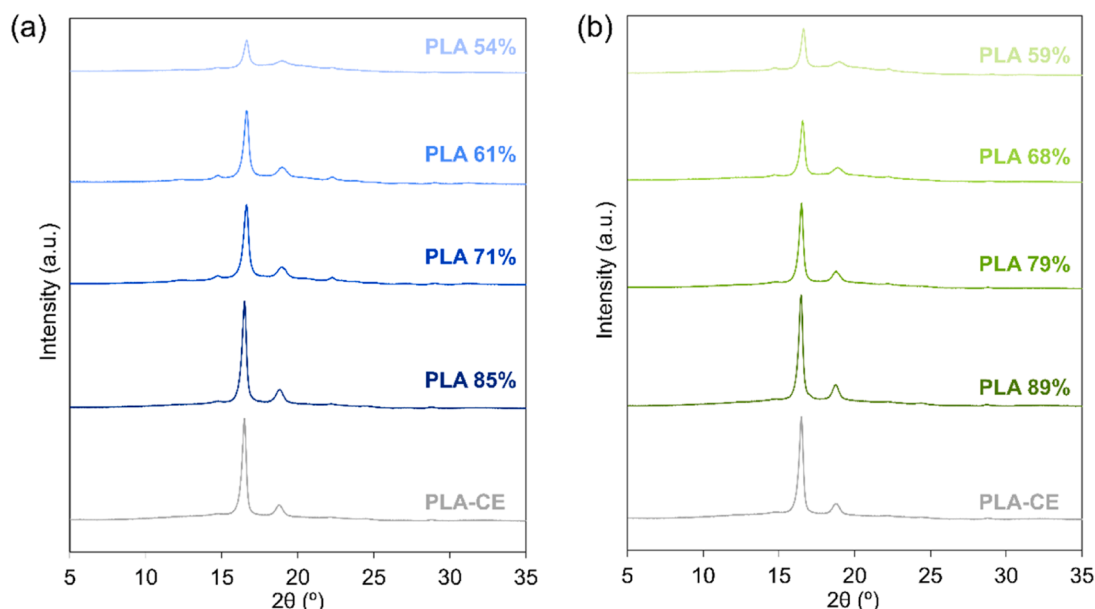 (a)
PLA 54%
PLA 61%
PLA 71%
PLA 85%
PLA-CE
Intensity (a.u.)
5 10 15 20 25 30 35
2θ (º)
(b)
PLA 59%
PLA 68%
PLA 79%
PLA 89%
PLA-CE
Intensity (a.u.)
5 10 15 20 25 30 35
2θ (º)